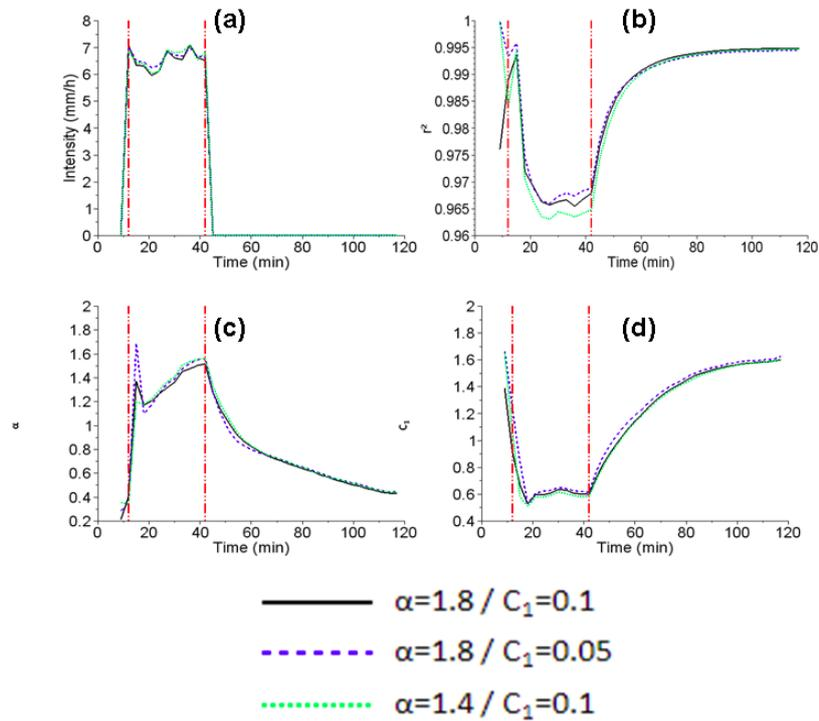 (a)
(b)
8
7
6
5
4
3
2
1
0
Intensity (mm/h)
0 20 40 60 80 100 120
Time (min)
1
0.995
0.99
0.985
0.98
0.975
0.97
0.965
0.96
r²
0 20 40 60 80 100 120
Time (min)
(c)
(d)
2
1.8
1.6
1.4
1.2
1
0.8
0.6
0.4
0.2
α
0 20 40 60 80 100 120
Time (min)
2
1.8
1.6
1.4
1.2
1
0.8
0.6
0.4
C₁
0 20 40 60 80 100 120
Time (min)
α=1.8 / C₁=0.1
α=1.8 / C₁=0.05
α=1.4 / C₁=0.1